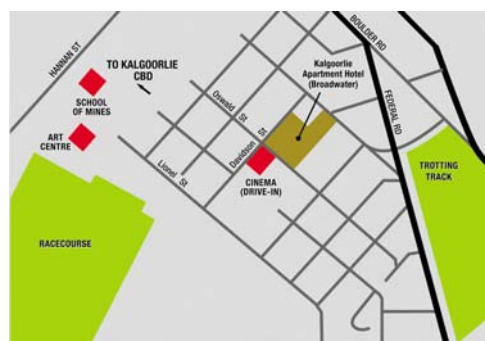 HANNAN ST
TO KALGOORLIE
CBD
SCHOOL
OF MINES
ART
CENTRE
RACECOURSE
Oswald St
Davidson St
Lionel St
CINEMA
(DRIVE-IN)
Kalgoorlie
Apartment Hotel
(Broadwater)
BOULDER RD
FEDERAL RD
TROTTING
TRACK